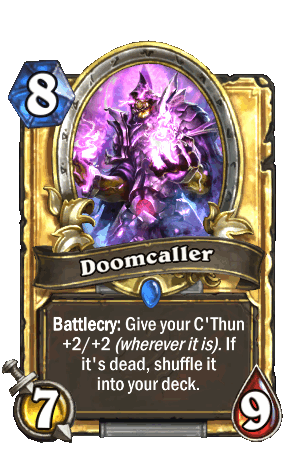 8
Doomcaller
Battlecry: Give your C'Thun
+2/+2 (wherever it is). If
it's dead, shuffle it
into your deck.
7
9